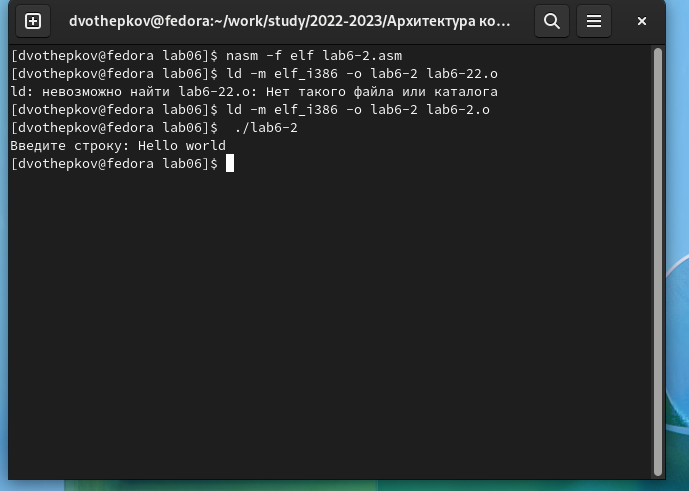 dvothepkov@fedora:~/work/study/2022-2023/Архитектура ко...
[dvothepkov@fedora lab06]$ nasm -f elf lab6-2.asm
[dvothepkov@fedora lab06]$ ld -m elf_i386 -o lab6-2 lab6-22.o
ld: невозможно найти lab6-22.o: Нет такого файла или каталога
[dvothepkov@fedora lab06]$ ld -m elf_i386 -o lab6-2 lab6-2.o
[dvothepkov@fedora lab06]$  ./lab6-2
Введите строку: Hello world
[dvothepkov@fedora lab06]$